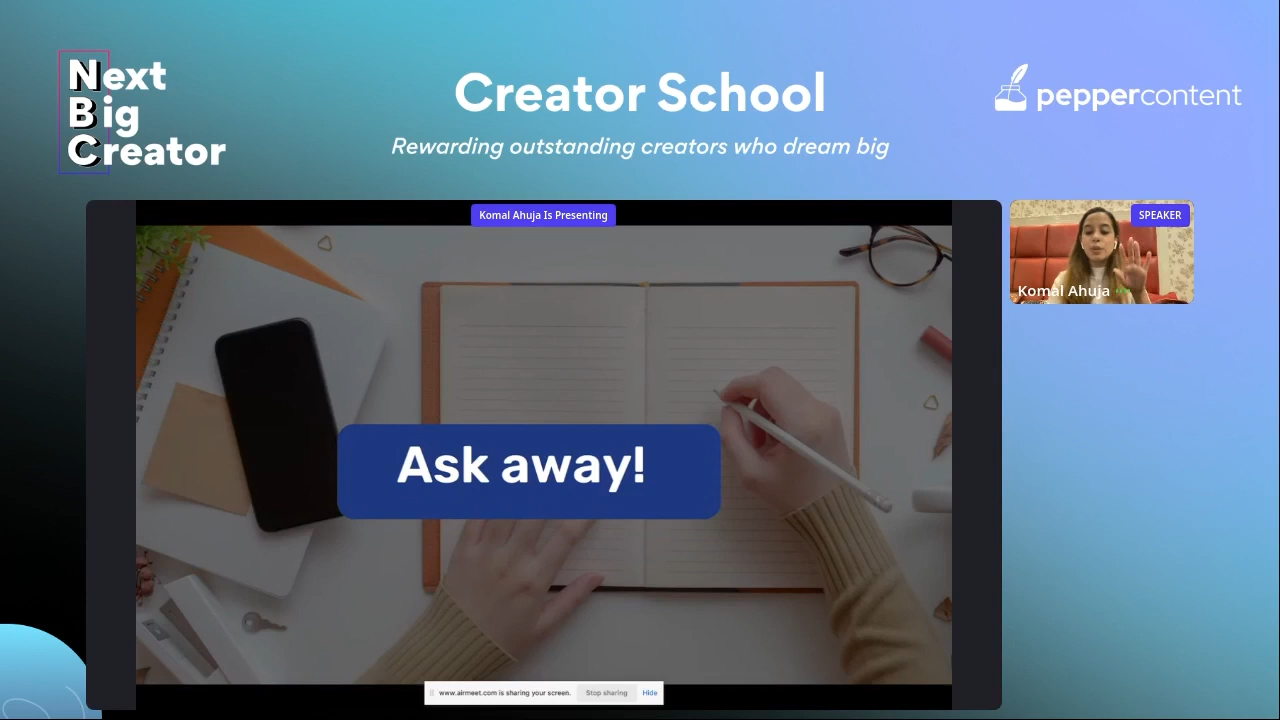 Next
Big
Creator
Creator School
Rewarding outstanding creators who dream big
peppercontent
Komal Ahuja Is Presenting
SPEAKER
Komal Ahuja
Ask away!
www.airmeet.com is sharing your screen. Stop sharing Hide